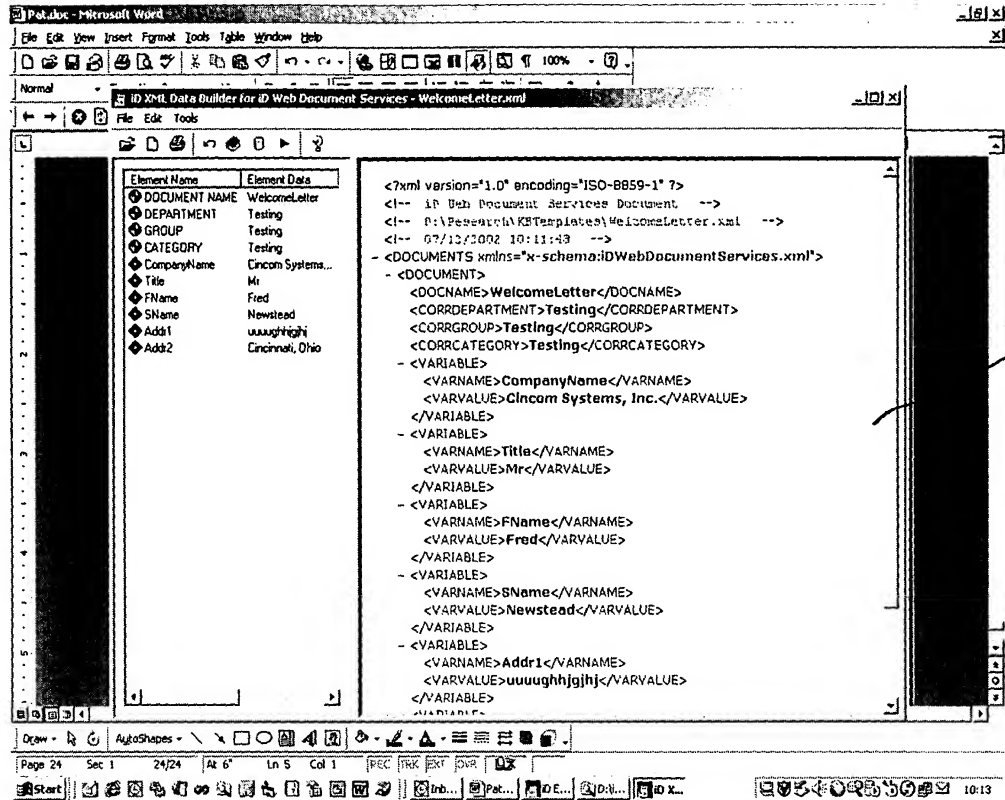 Pat.doc - Microsoft Word
File Edit View Insert Format Tools Table Window Help
100%
Normal
iD XML Data Builder for iD Web Document Services - WelcomeLetter.xml
File Edit Tools
Element Name Element Data
DOCUMENT NAME WelcomeLetter
DEPARTMENT Testing
GROUP Testing
CATEGORY Testing
CompanyName Cincom Systems...
Title Mr
FName Fred
SName Newstead
Addr1
Addr2 Cincinnati, Ohio
<?xml version="1.0" encoding="ISO-8859-1" ?>
<!-- iD Web Document Services Document -->
<!-- D:\Research\KBTemplates\WelcomeLetter.xml -->
<!-- 07/12/2002 10:11:43 -->
- <DOCUMENTS xmlns="x-schema:iDWebDocumentServices.xml">
- <DOCUMENT>
<DOCNAME>WelcomeLetter</DOCNAME>
<CORRDEPARTMENT>Testing</CORRDEPARTMENT>
<CORRGROUP>Testing</CORRGROUP>
<CORRCATEGORY>Testing</CORRCATEGORY>
- <VARIABLE>
<VARNAME>CompanyName</VARNAME>
<VARVALUE>Cincom Systems, Inc.</VARVALUE>
</VARIABLE>
- <VARIABLE>
<VARNAME>Title</VARNAME>
<VARVALUE>Mr</VARVALUE>
</VARIABLE>
- <VARIABLE>
<VARNAME>FName</VARNAME>
<VARVALUE>Fred</VARVALUE>
</VARIABLE>
- <VARIABLE>
<VARNAME>SName</VARNAME>
<VARVALUE>Newstead</VARVALUE>
</VARIABLE>
- <VARIABLE>
<VARNAME>Addr1</VARNAME>
<VARVALUE>uuuughhjgjhj</VARVALUE>
</VARIABLE>
Draw AutoShapes
Page 24 Sec 1 24/24 At 6" Ln 5 Col 1 REC TRK EXT OVR
Start Inb... Pat... iD E... D:\i... iD X... 10:13